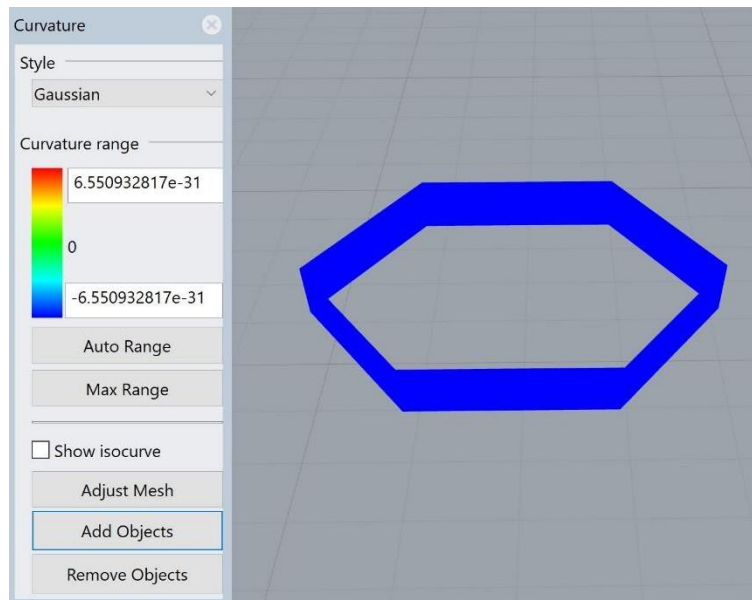 Curvature
Style
Gaussian
Curvature range
6.550932817e-31
0
-6.550932817e-31
Auto Range
Max Range
Show isocurve
Adjust Mesh
Add Objects
Remove Objects